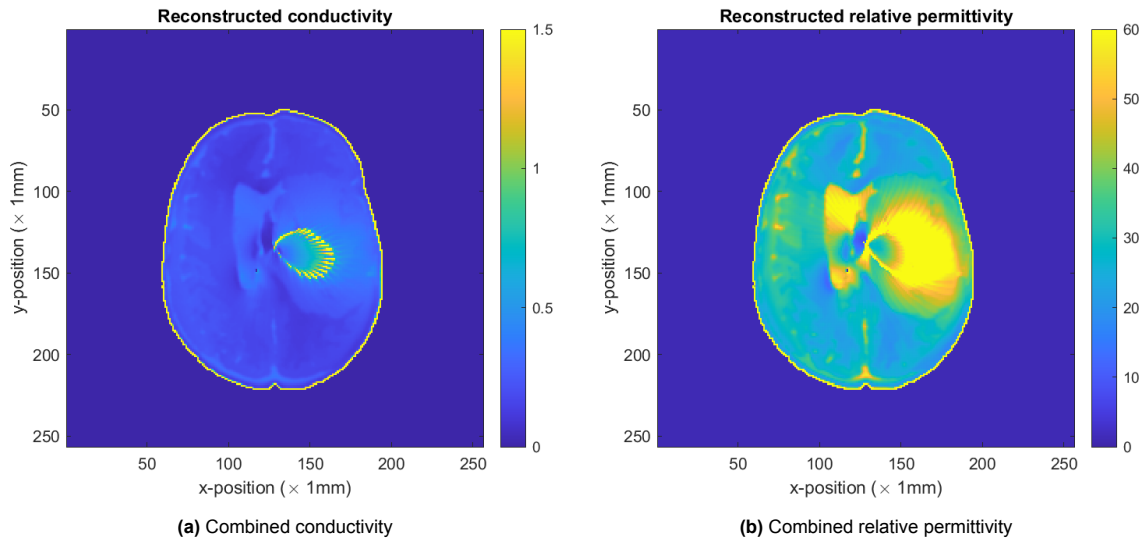 Reconstructed conductivity
50
100
150
200
250
y-position (× 1mm)
50 100 150 200 250
x-position (× 1mm)
1.5
1
0.5
0
(a) Combined conductivity
Reconstructed relative permittivity
50
100
150
200
250
y-position (× 1mm)
50 100 150 200 250
x-position (× 1mm)
60
50
40
30
20
10
0
(b) Combined relative permittivity